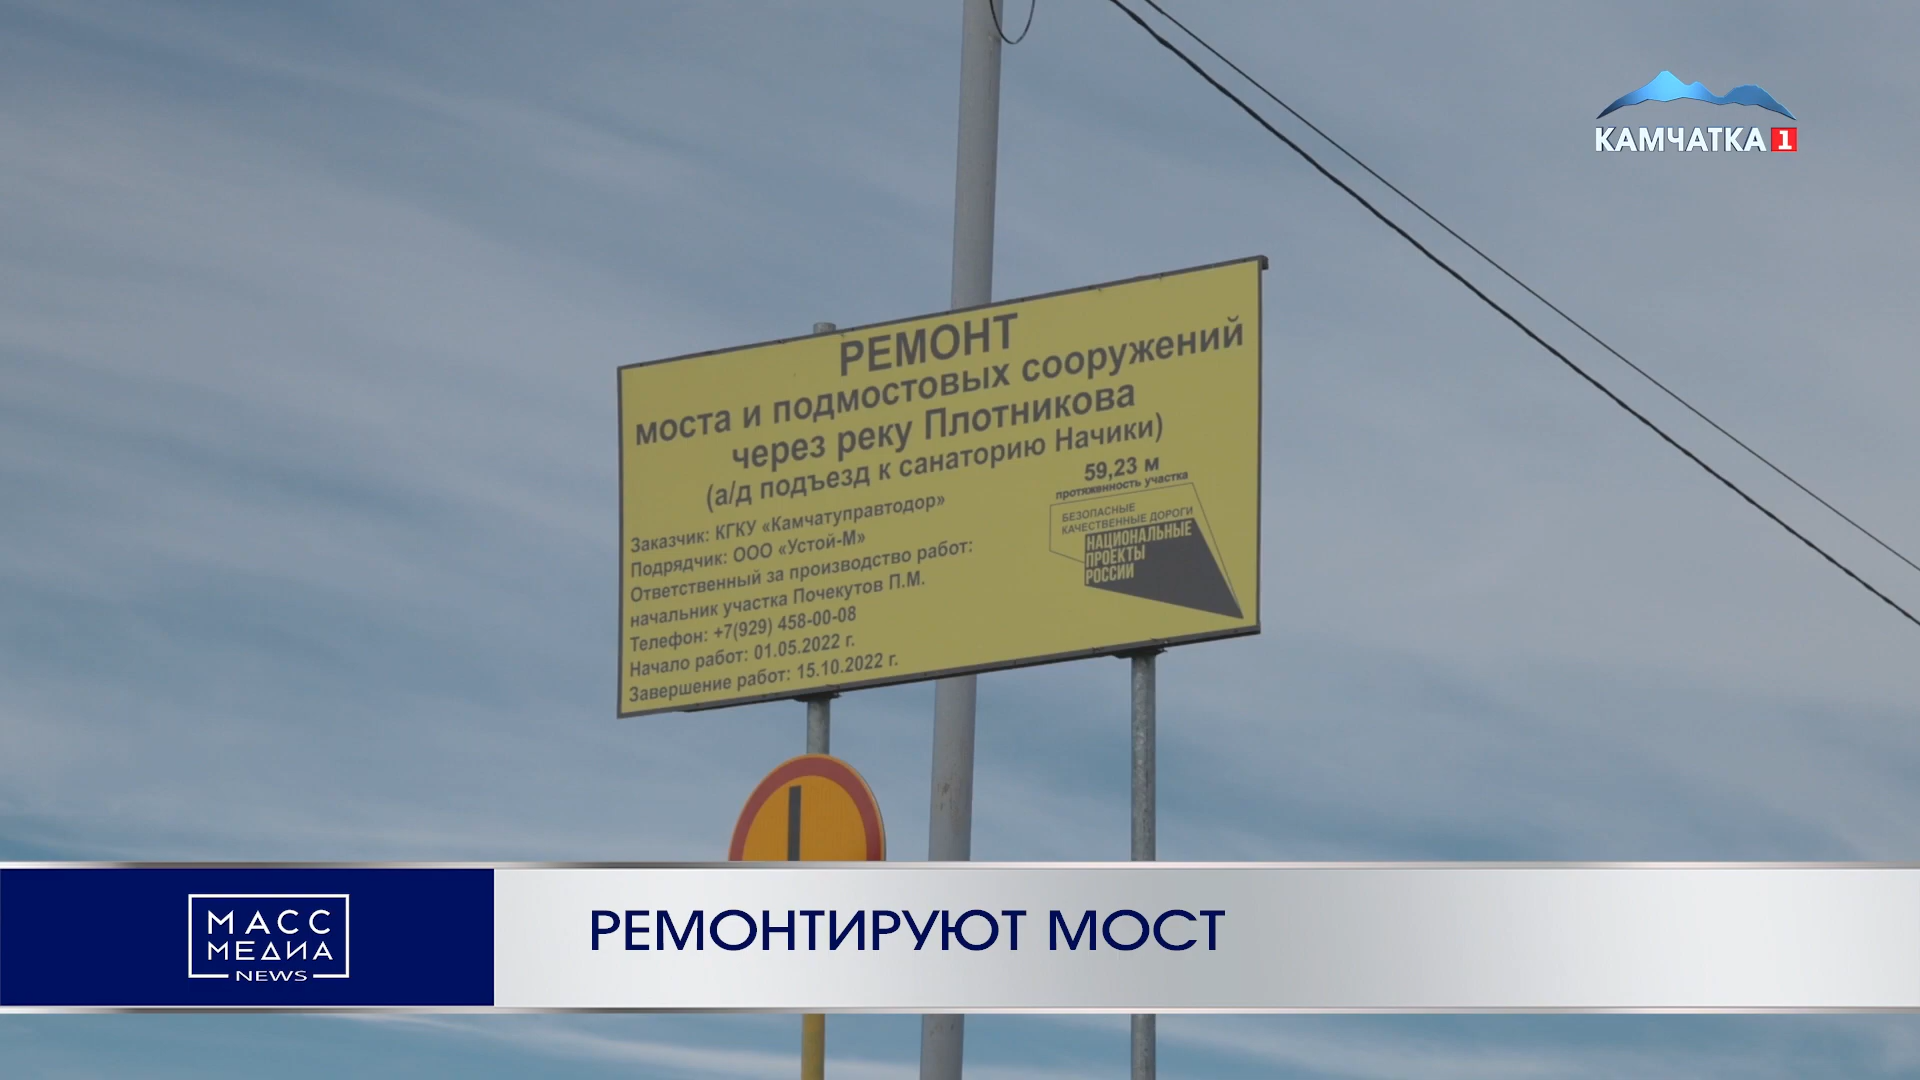 КАМЧАТКА 1
РЕМОНТ
моста и подмостовых сооружений
через реку Плотникова
(а/д подъезд к санаторию Начики)
59,23 м
протяженность участка
Заказчик: КГКУ «Камчатуправтодор»
Подрядчик: ООО «Устой-М»
Ответственный за производство работ:
начальник участка Почекутов П.М.
Телефон: +7(929) 458-00-08
Начало работ: 01.05.2022 г.
Завершение работ: 15.10.2022 г.
БЕЗОПАСНЫЕ
КАЧЕСТВЕННЫЕ ДОРОГИ
НАЦИОНАЛЬНЫЕ
ПРОЕКТЫ
РОССИИ
МАСС
МЕДИА
NEWS
РЕМОНТИРУЮТ МОСТ